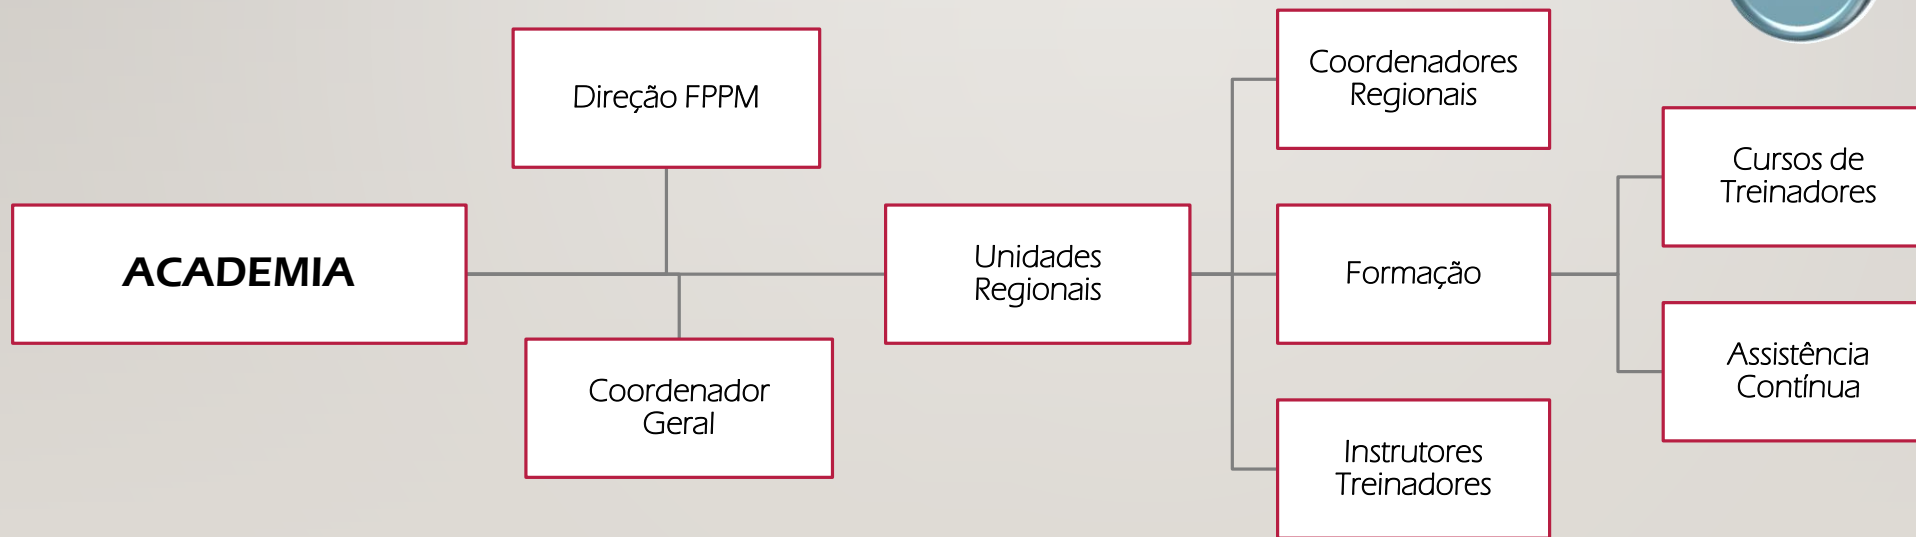 Direção FPPM
ACADEMIA
Coordenador
Geral
Unidades
Regionais
Coordenadores
Regionais
Formação
Instrutores
Treinadores
Cursos de
Treinadores
Assistência
Contínua